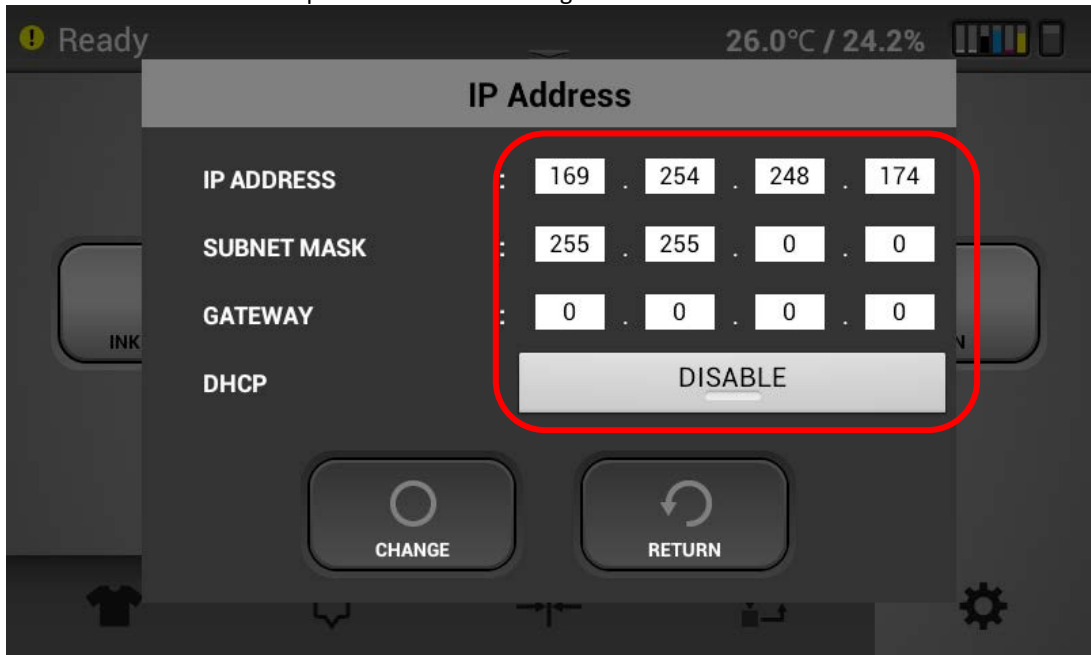 Ready 26.0°C / 24.2%
IP Address
IP ADDRESS : 169 . 254 . 248 . 174
SUBNET MASK : 255 . 255 . 0 . 0
GATEWAY : 0 . 0 . 0 . 0
DHCP DISABLE
INK
N
CHANGE RETURN